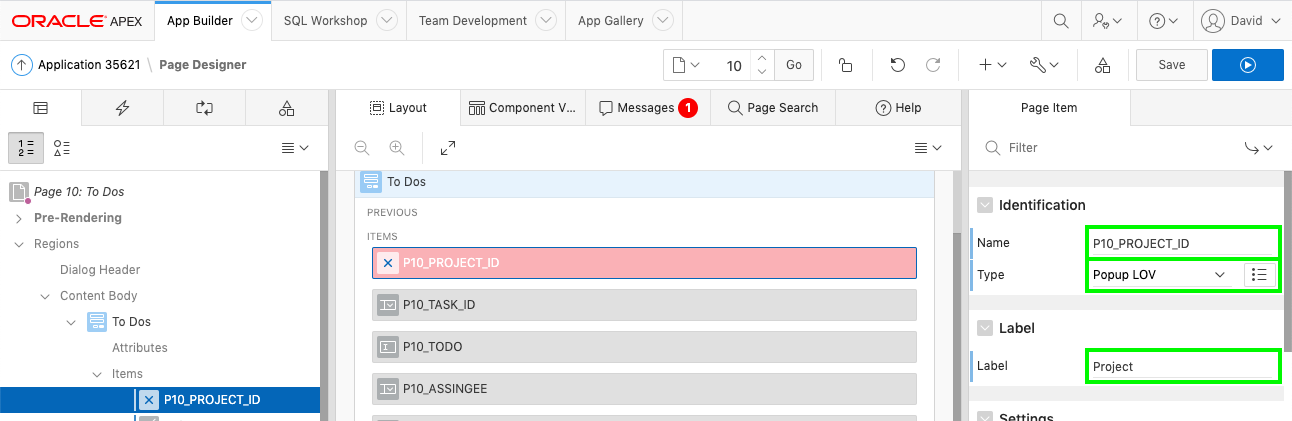 ORACLE APEX App Builder SQL Workshop Team Development App Gallery David
Application 35621 \ Page Designer 10 Go Save
Layout Component V... Messages 1 Page Search Help Page Item
Filter
Page 10: To Dos
Pre-Rendering
Regions
Dialog Header
Content Body
To Dos
Attributes
Items
P10_PROJECT_ID
To Dos
PREVIOUS
ITEMS
P10_PROJECT_ID
P10_TASK_ID
P10_TODO
P10_ASSINGEE
Identification
Name P10_PROJECT_ID
Type Popup LOV
Label
Label Project
Settings